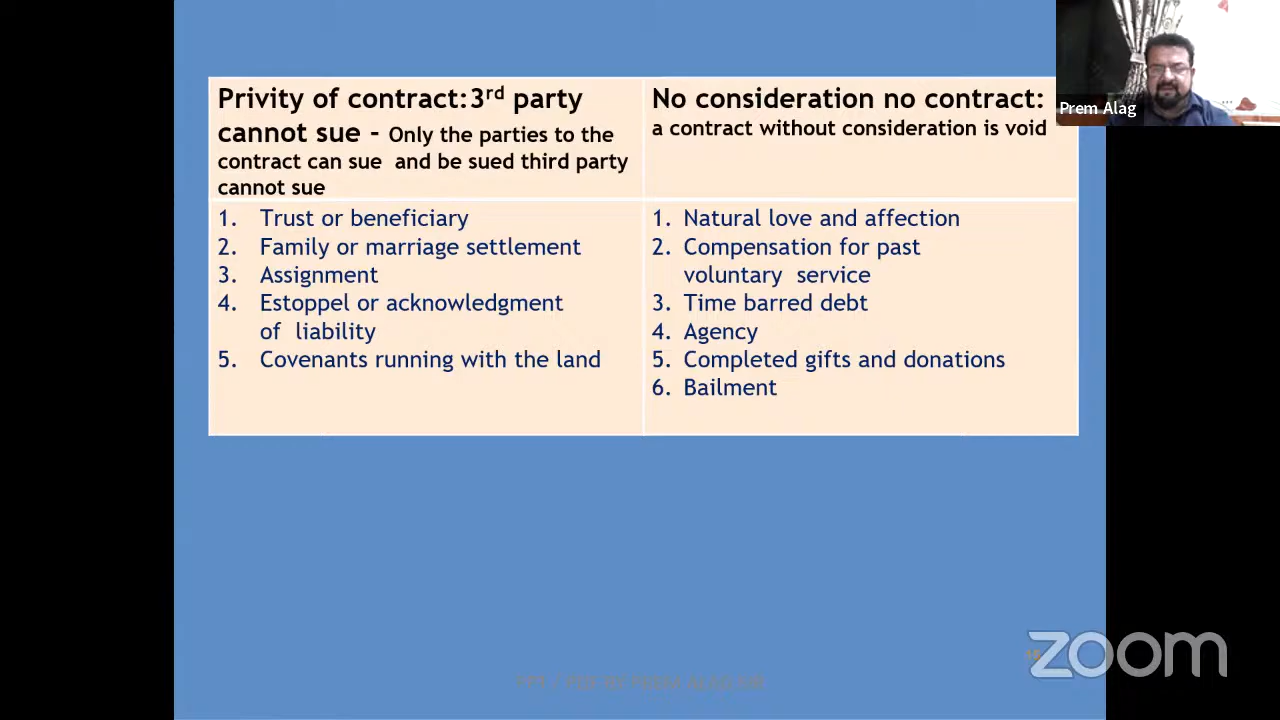 Privity of contract:3rd party
cannot sue - Only the parties to the
contract can sue and be sued third party
cannot sue
No consideration no contract:
a contract without consideration is void
1. Trust or beneficiary
2. Family or marriage settlement
3. Assignment
4. Estoppel or acknowledgment
of liability
5. Covenants running with the land
1. Natural love and affection
2. Compensation for past
voluntary service
3. Time barred debt
4. Agency
5. Completed gifts and donations
6. Bailment
Prem Alag
zoom